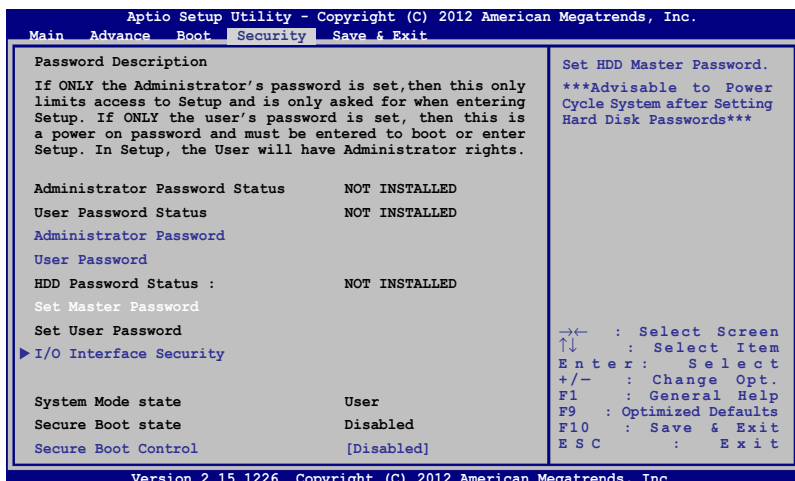 Aptio Setup Utility - Copyright (C) 2012 American Megatrends, Inc.
Main Advance Boot Security Save & Exit
Password Description
If ONLY the Administrator's password is set,then this only
limits access to Setup and is only asked for when entering
Setup. If ONLY the user's password is set, then this is
a power on password and must be entered to boot or enter
Setup. In Setup, the User will have Administrator rights.
Administrator Password Status NOT INSTALLED
User Password Status NOT INSTALLED
Administrator Password
User Password
HDD Password Status : NOT INSTALLED
Set Master Password
Set User Password
▶ I/O Interface Security
System Mode state User
Secure Boot state Disabled
Secure Boot Control [Disabled]
Set HDD Master Password.
***Advisable to Power
Cycle System after Setting
Hard Disk Passwords***
→← : Select Screen
↑↓ : Select Item
Enter: Select
+/— : Change Opt.
F1 : General Help
F9 : Optimized Defaults
F10 : Save & Exit
ESC : Exit
Version 2.15.1226. Copyright (C) 2012 American Megatrends, Inc.